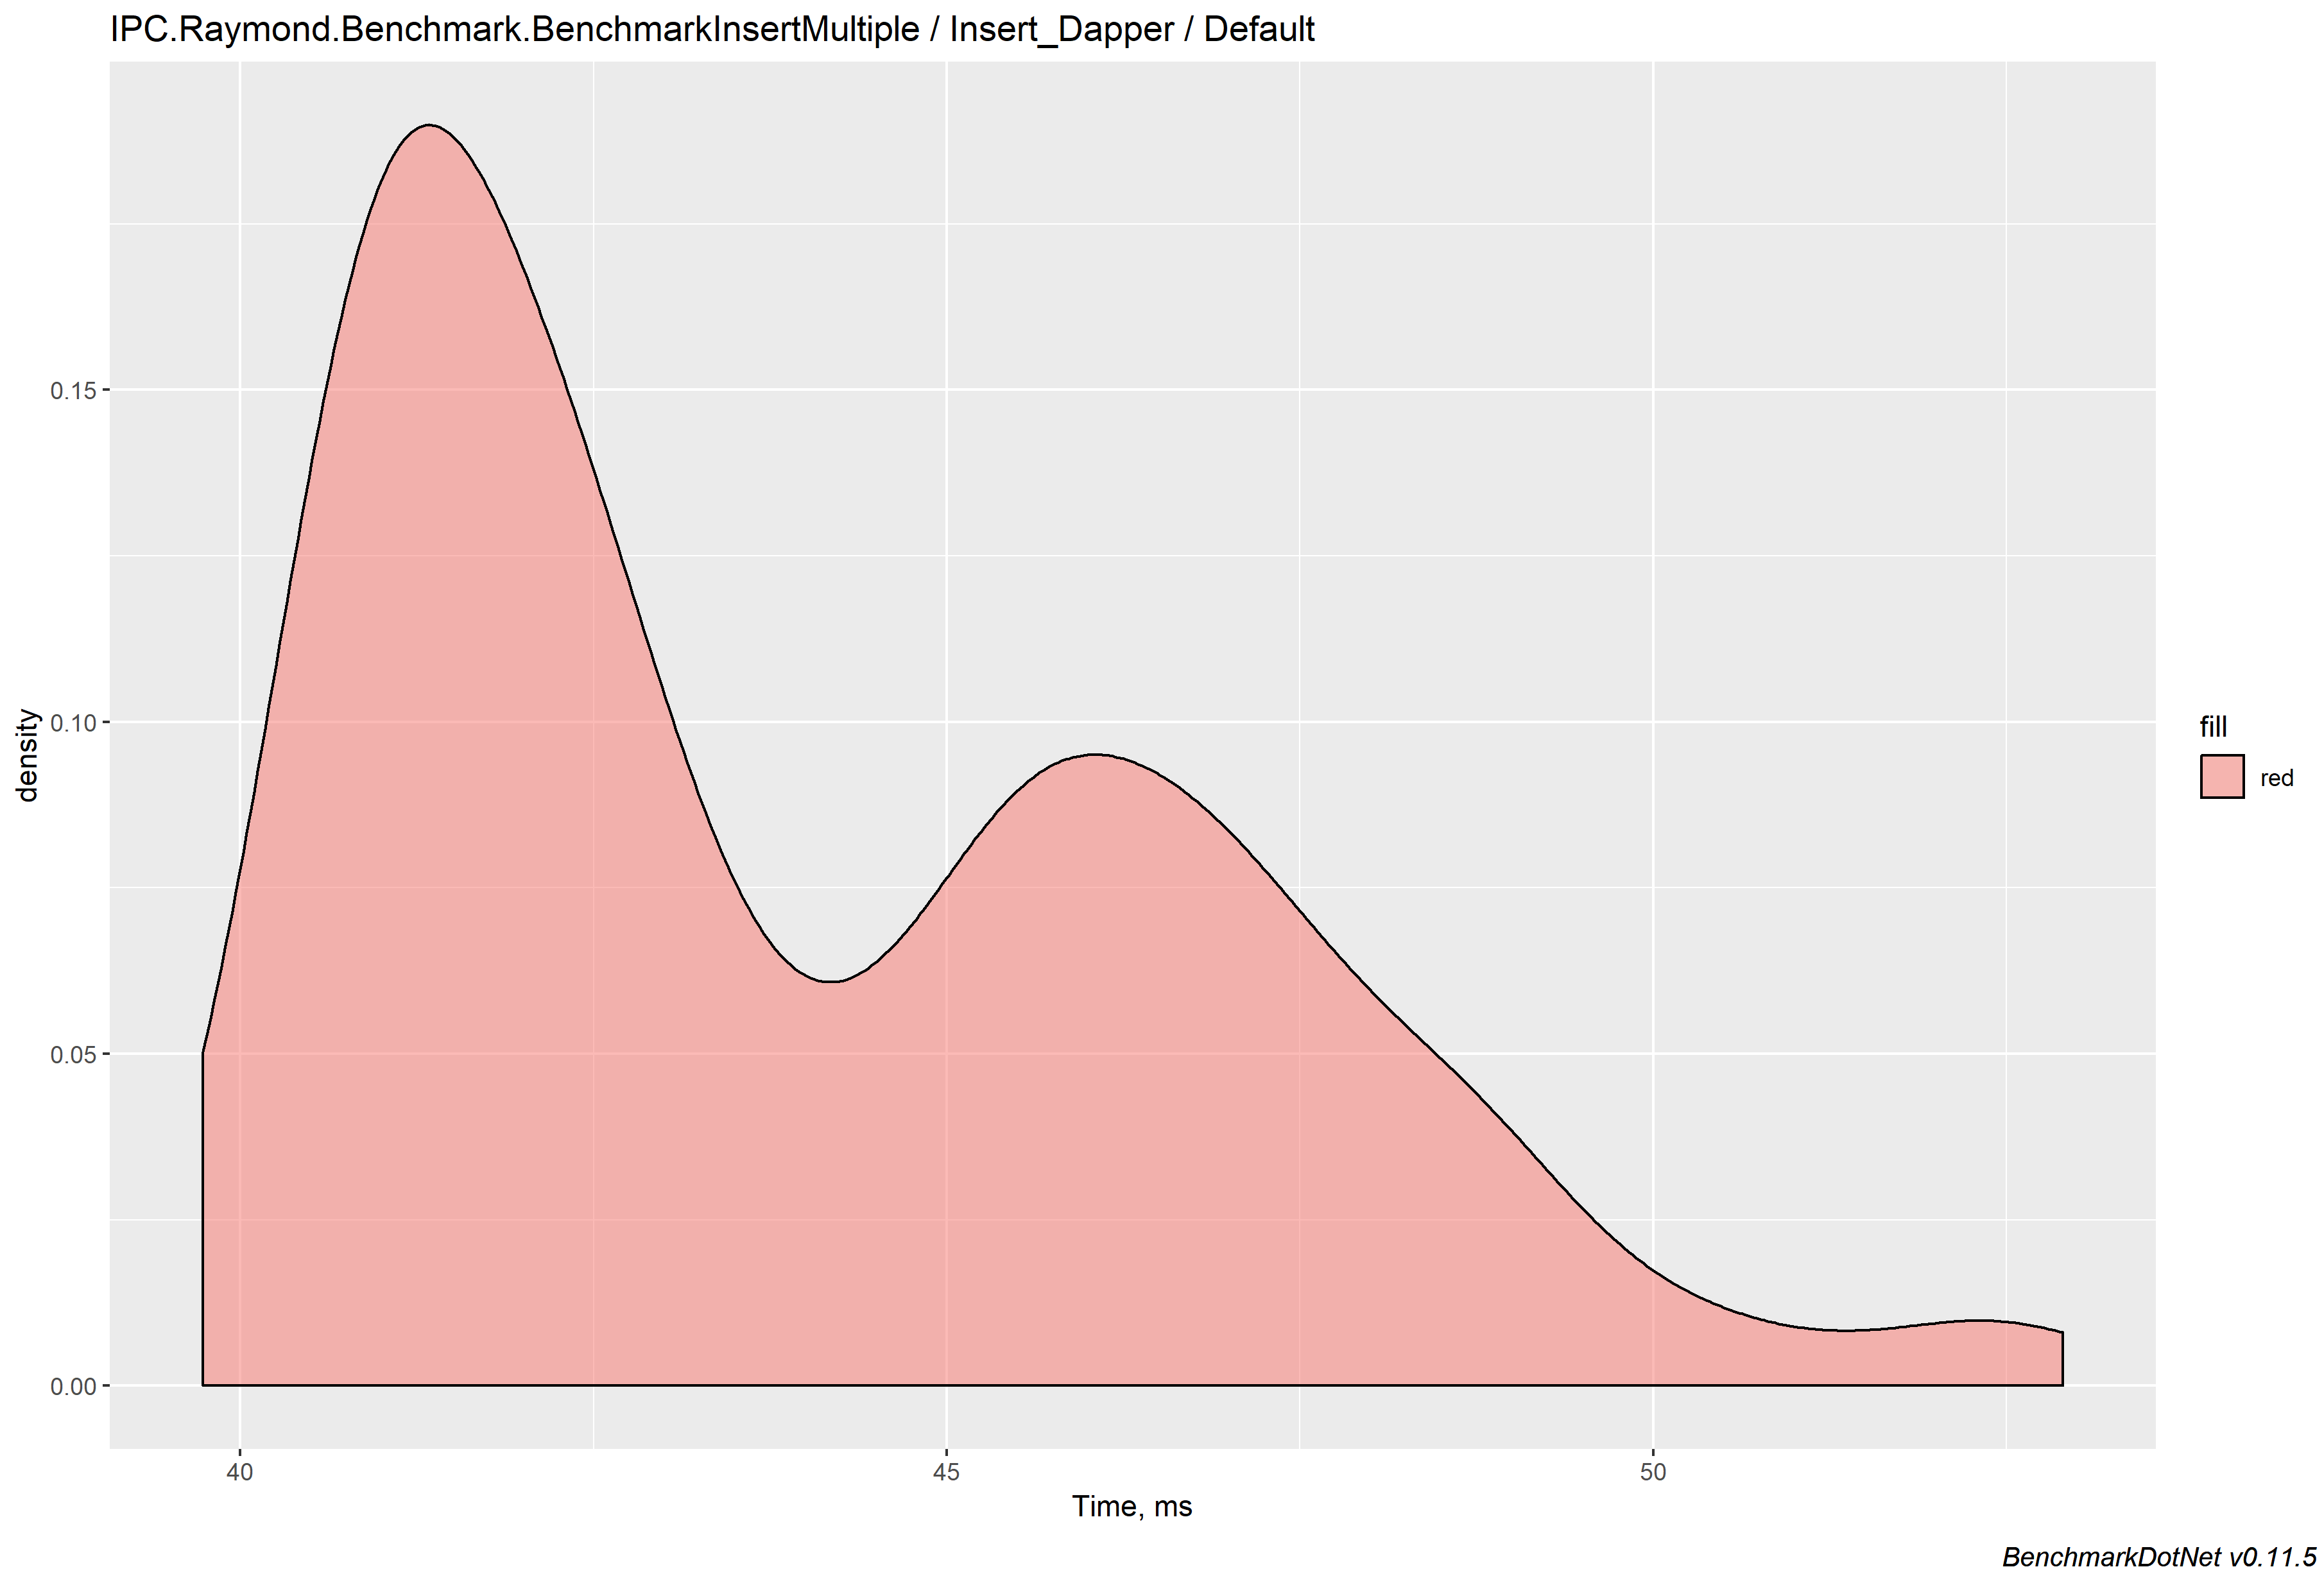 IPC.Raymond.Benchmark.BenchmarkInsertMultiple / Insert_Dapper / Default
density
0.15
0.10
0.05
0.00
40
45
50
Time, ms
fill
red
BenchmarkDotNet v0.11.5